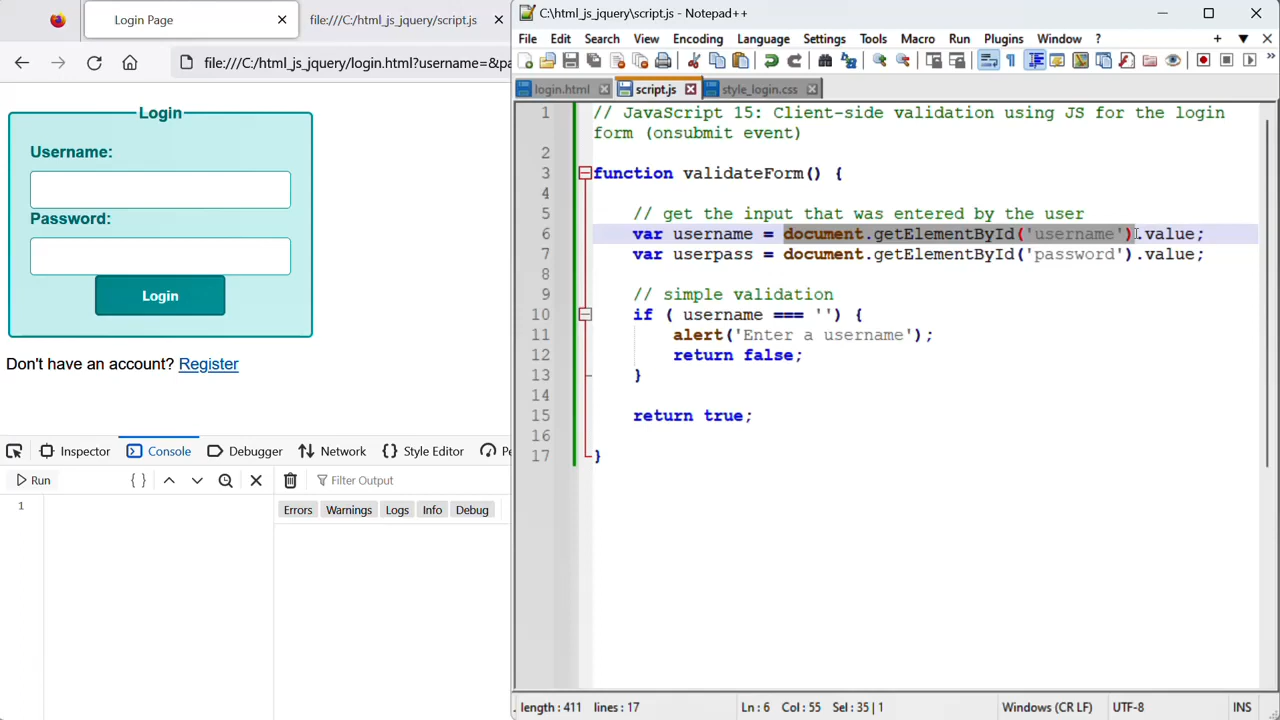 Login Page
file:///C:/html_js_jquery/script.js
file:///C:/html_js_jquery/login.html?username=&pa
Login
Username:
Password:
Login
Don't have an account? Register
Inspector
Console
Debugger
Network
Style Editor
Run
Filter Output
1
Errors
Warnings
Logs
Info
Debug
C:\html_js_jquery\script.js - Notepad++
File Edit Search View Encoding Language Settings Tools Macro Run Plugins Window ?
login.html
script.js
style_login.css
1 // JavaScript 15: Client-side validation using JS for the login
form (onsubmit event)
2
3 function validateForm() {
4
5 // get the input that was entered by the user
6 var username = document.getElementById('username').value;
7 var userpass = document.getElementById('password').value;
8
9 // simple validation
10 if ( username === '') {
11 alert('Enter a username');
12 return false;
13 }
14
15 return true;
16
17 }
length : 411 lines : 17
Ln : 6 Col : 55 Sel : 35 | 1
Windows (CR LF)
UTF-8
INS